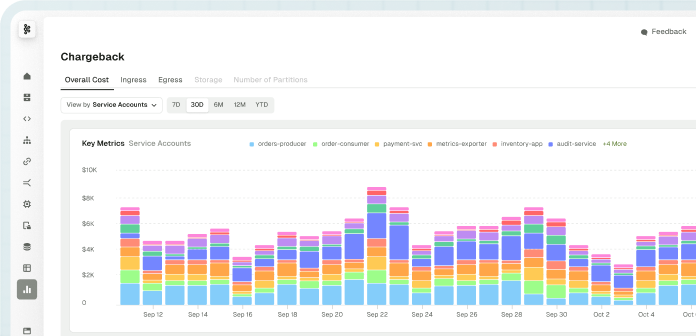 Feedback
Chargeback
Overall Cost Ingress Egress Storage Number of Partitions
View by Service Accounts 7D 30D 6M 12M YTD
Key Metrics Service Accounts orders-producer order-consumer payment-svc metrics-exporter inventory-app audit-service +4 More
$10K
$8K
$6K
$4K
$2K
0
Sep 12 Sep 14 Sep 16 Sep 18 Sep 20 Sep 22 Sep 24 Sep 26 Sep 28 Sep 30 Oct 2 Oct 4